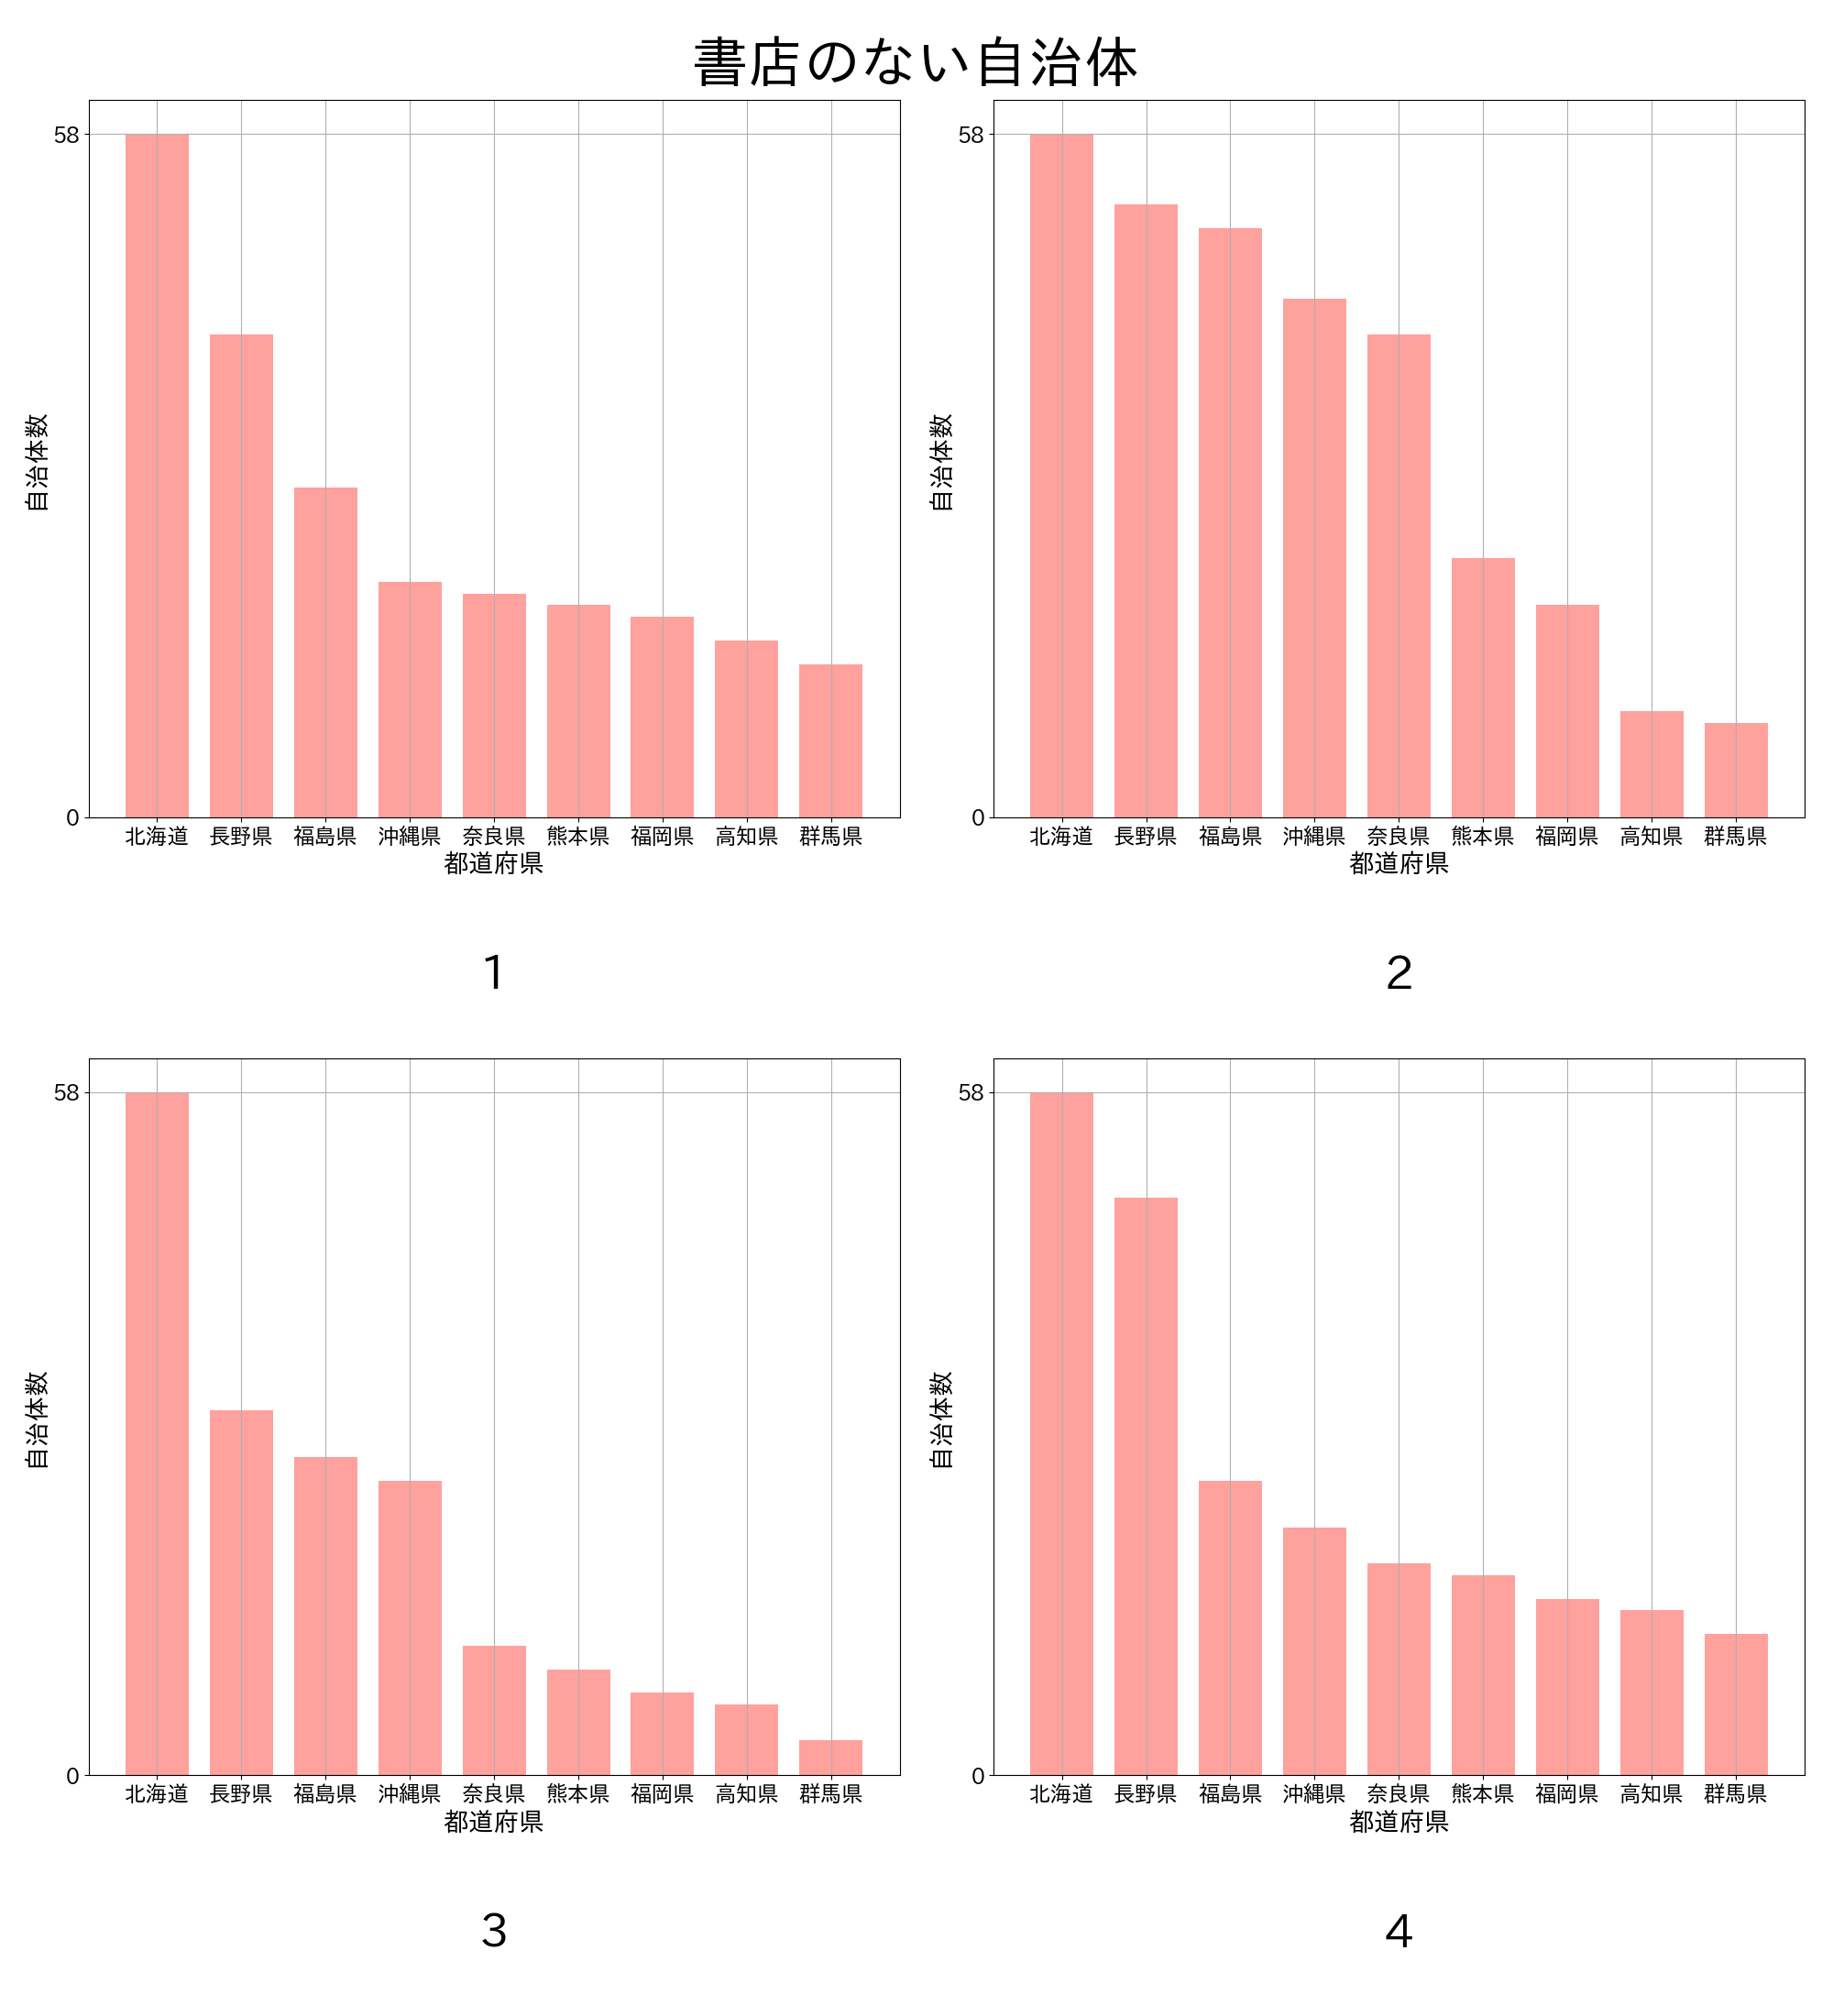 書店のない自治体
58
0
自治体数
北海道 長野県 福島県 沖縄県 奈良県 熊本県 福岡県 高知県 群馬県
都道府県
1
58
0
自治体数
北海道 長野県 福島県 沖縄県 奈良県 熊本県 福岡県 高知県 群馬県
都道府県
2
58
0
自治体数
北海道 長野県 福島県 沖縄県 奈良県 熊本県 福岡県 高知県 群馬県
都道府県
3
58
0
自治体数
北海道 長野県 福島県 沖縄県 奈良県 熊本県 福岡県 高知県 群馬県
都道府県
4